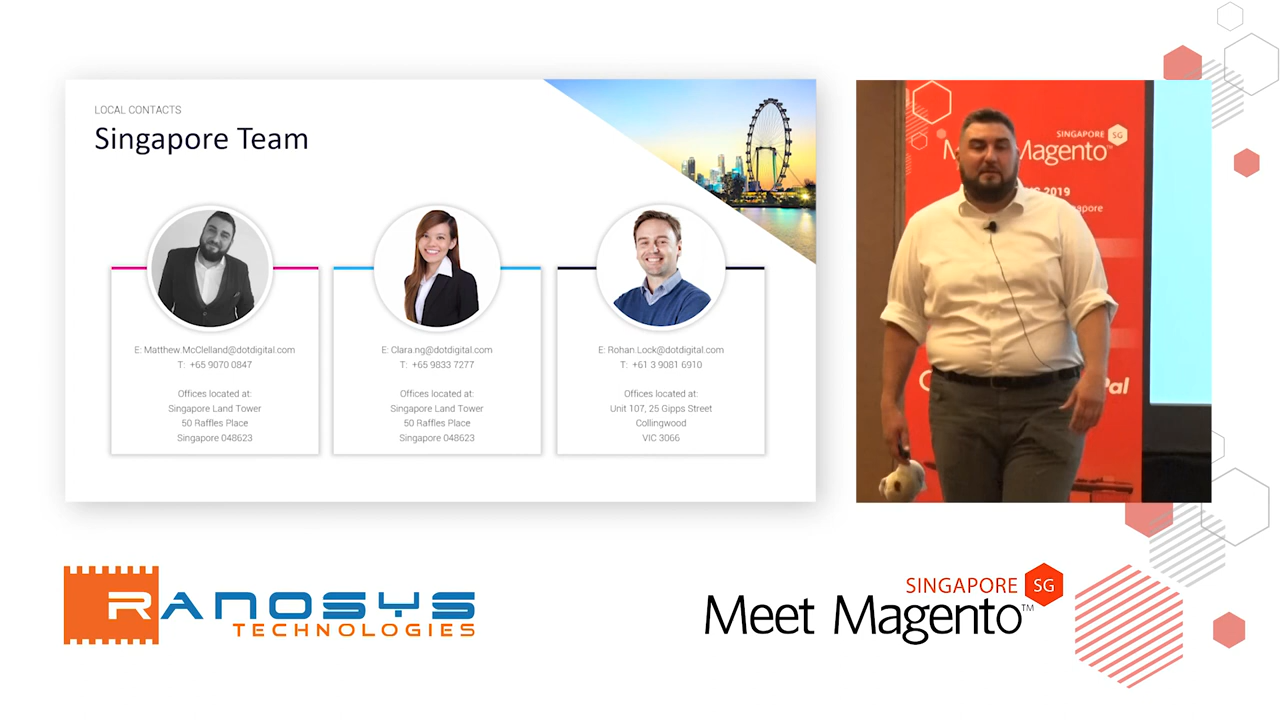 LOCAL CONTACTS
Singapore Team
E: Matthew.McClelland@dotdigital.com
T: +65 9070 0847
Offices located at:
Singapore Land Tower
50 Raffles Place
Singapore 048623
E: Clara.ng@dotdigital.com
T: +65 9833 7277
Offices located at:
Singapore Land Tower
50 Raffles Place
Singapore 048623
E: Rohan.Lock@dotdigital.com
T: +61 3 9081 6910
Offices located at:
Unit 107, 25 Gipps Street
Collingwood
VIC 3066
SINGAPORE SG
Magento
2019
RANOSYS
TECHNOLOGIES
SINGAPORE SG
Meet Magento™